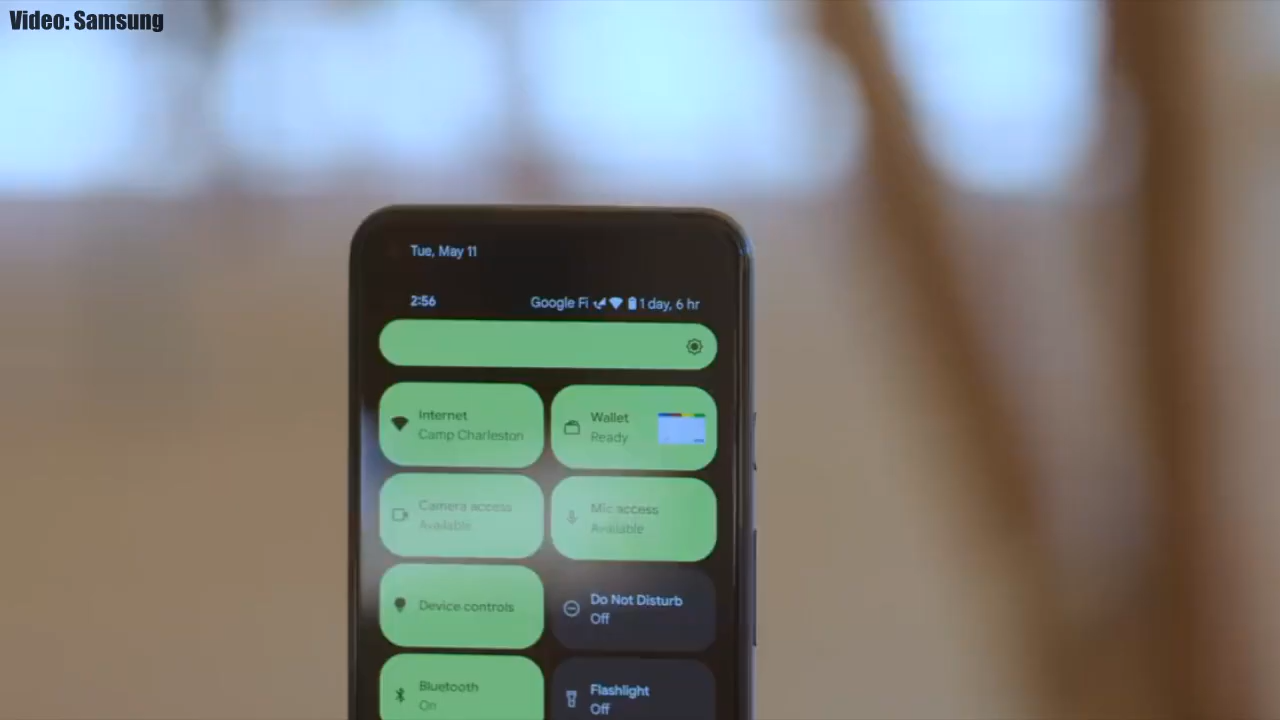 Video: Samsung
Tue, May 11
2:56
Google Fi
1 day, 6 hr
Internet
Camp Charleston
Wallet
Ready
Camera access
Available
Mic access
Available
Device controls
Do Not Disturb
Off
Bluetooth
On
Flashlight
Off